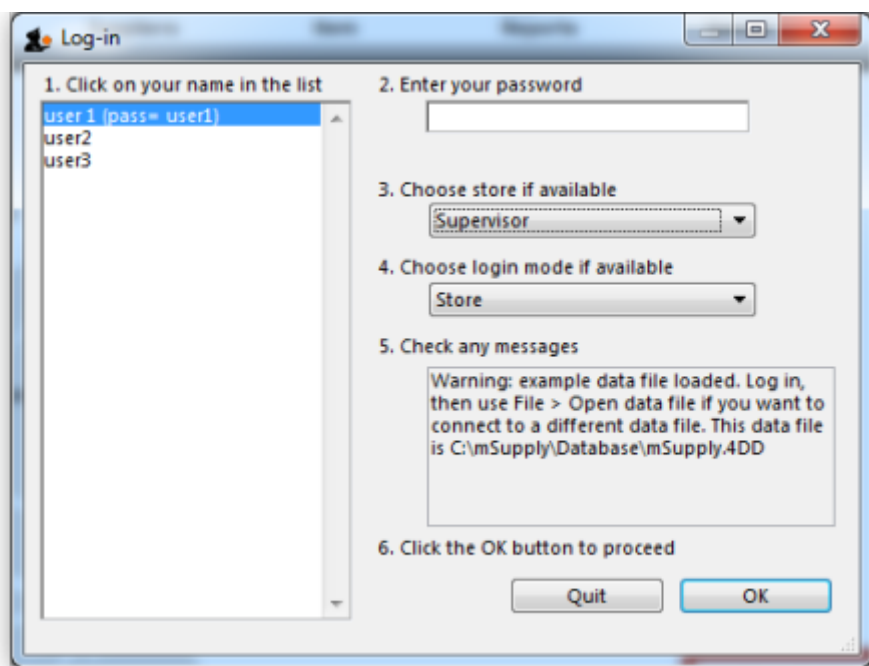 Log-in
1. Click on your name in the list
user 1 (pass= user1)
user2
user3
2. Enter your password
3. Choose store if available
Supervisor
4. Choose login mode if available
Store
5. Check any messages
Warning: example data file loaded. Log in,
then use File > Open data file if you want to
connect to a different data file. This data file
is C:\mSupply\Database\mSupply.4DD
6. Click the OK button to proceed
Quit
OK